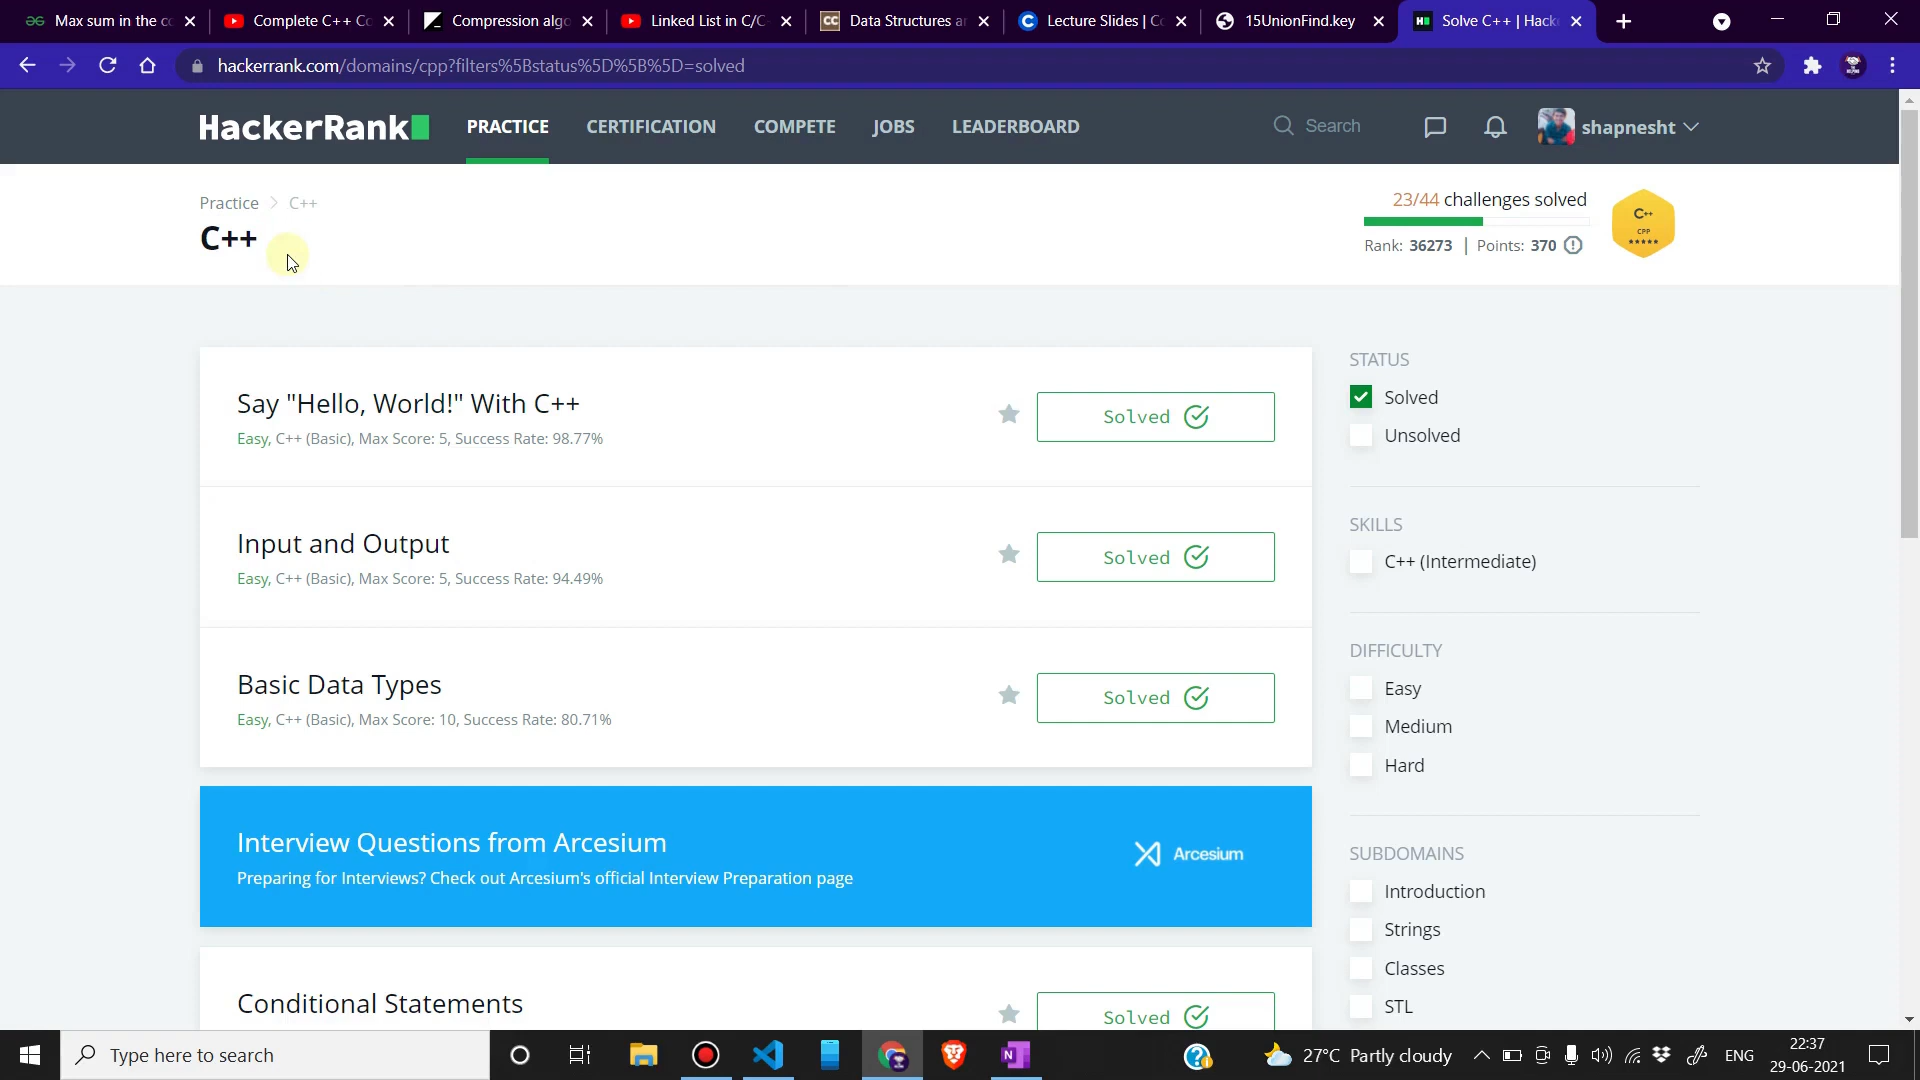 Max sum in the co
Complete C++ Co
Compression algo
Linked List in C/C
CC
Data Structures a
Lecture Slides | Co
15UnionFind.key
Solve C++ | Hack
hackerrank.com/domains/cpp?filters%5Bstatus%5D%5B%5D=solved
HackerRank
PRACTICE
CERTIFICATION
COMPETE
JOBS
LEADERBOARD
Search
shapnesht
Practice > C++
C++
23/44 challenges solved
Rank: 36273 | Points: 370
C++
CPP
Say "Hello, World!" With C++
Easy, C++ (Basic), Max Score: 5, Success Rate: 98.77%
Solved
Input and Output
Easy, C++ (Basic), Max Score: 5, Success Rate: 94.49%
Solved
Basic Data Types
Easy, C++ (Basic), Max Score: 10, Success Rate: 80.71%
Solved
Interview Questions from Arcesium
Preparing for Interviews? Check out Arcesium's official Interview Preparation page
Arcesium
Conditional Statements
Solved
STATUS
Solved
Unsolved
SKILLS
C++ (Intermediate)
DIFFICULTY
Easy
Medium
Hard
SUBDOMAINS
Introduction
Strings
Classes
STL
Type here to search
27°C Partly cloudy
ENG
22:37
29-06-2021